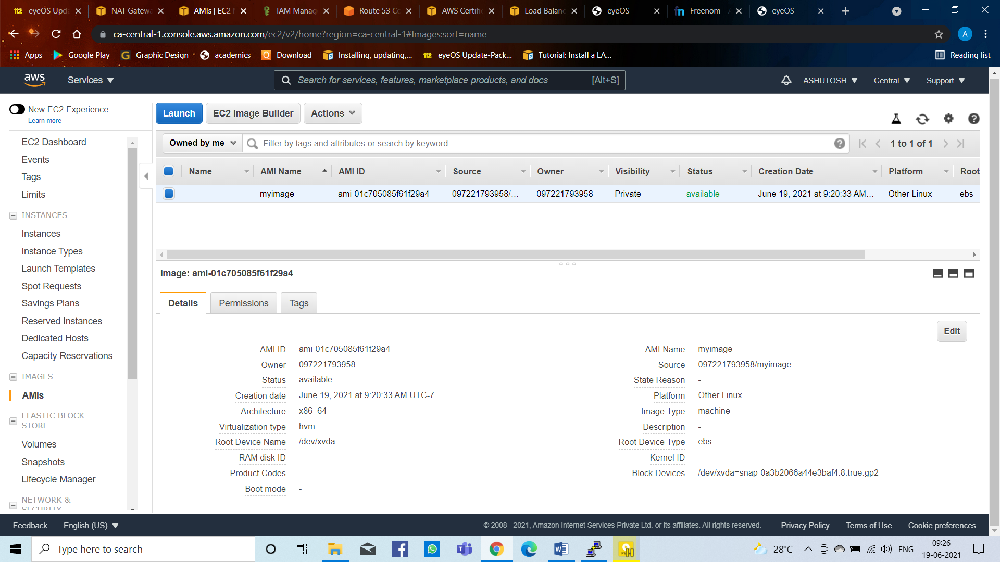 eyeOS Upda
NAT Gatewa
AMIs | EC2 M
IAM Manag
Route 53 Co
AWS Certific
Load Balanc
eyeOS
Freenom - A
eyeOS
ca-central-1.console.aws.amazon.com/ec2/v2/home?region=ca-central-1#Images:sort=name
A
Apps
Google Play
Graphic Design
academics
Download
Installing, updating,...
eyeOS Update-Pack...
Tutorial: Install a LA...
Reading list
aws
Services
Search for services, features, marketplace products, and docs
[Alt+S]
ASHUTOSH
Central
Support
New EC2 Experience
Learn more
EC2 Dashboard
Events
Tags
Limits
INSTANCES
Instances
Instance Types
Launch Templates
Spot Requests
Savings Plans
Reserved Instances
Dedicated Hosts
Capacity Reservations
IMAGES
AMIs
ELASTIC BLOCK
STORE
Volumes
Snapshots
Lifecycle Manager
NETWORK &
SECURITY
Launch
EC2 Image Builder
Actions
Owned by me
Filter by tags and attributes or search by keyword
1 to 1 of 1
Name AMI Name AMI ID Source Owner Visibility Status Creation Date Platform Root
myimage ami-01c705085f61f29a4 097221793958/... 097221793958 Private available June 19, 2021 at 9:20:33 AM... Other Linux ebs
Image: ami-01c705085f61f29a4
Details
Permissions
Tags
Edit
AMI ID ami-01c705085f61f29a4
Owner 097221793958
Status available
Creation date June 19, 2021 at 9:20:33 AM UTC-7
Architecture x86_64
Virtualization type hvm
Root Device Name /dev/xvda
RAM disk ID -
Product Codes -
Boot mode -
AMI Name myimage
Source 097221793958/myimage
State Reason -
Platform Other Linux
Image Type machine
Description -
Root Device Type ebs
Kernel ID -
Block Devices /dev/xvda=snap-0a3b2066a44e3baf4:8:true:gp2
Feedback
English (US)
© 2008 - 2021, Amazon Internet Services Private Ltd. or its affiliates. All rights reserved.
Privacy Policy
Terms of Use
Cookie preferences
Type here to search
28°C
ENG
09:26
19-06-2021